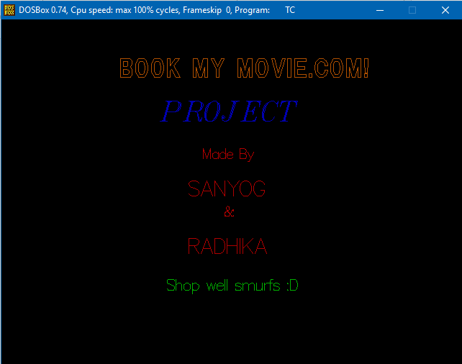 DOSBox 0.74, Cpu speed: max 100% cycles, Frameskip 0, Program: TC
BOOK MY MOVIE.COM!
PROJECT
Made By
SANYOG
&
RADHIKA
Shop well smurfs :D